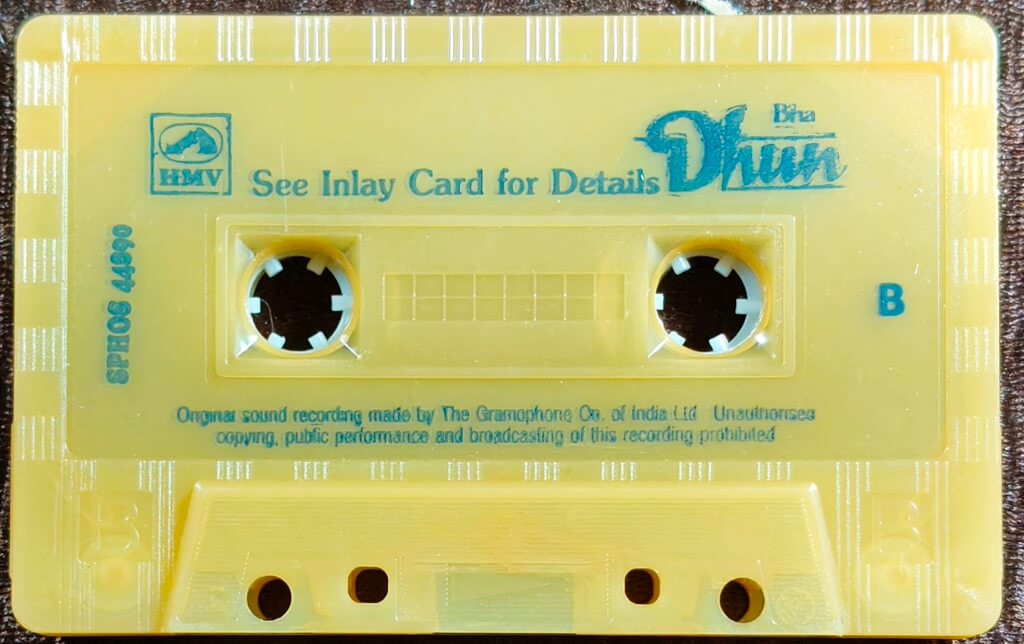 Bha
Dhun
HMV
See Inlay Card for Details
SPHOS 44890
B
Original sound recording made by The Gramophone Co. of India Ltd Unauthorised
copying, public performance and broadcasting of this recording prohibited
B
B